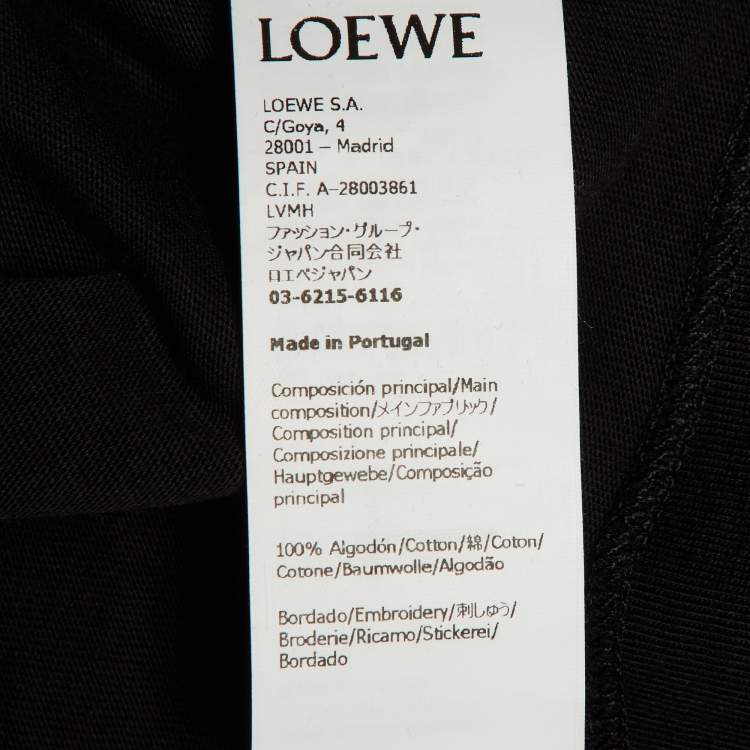 LOEWE
LOEWE S.A.
C/Goya, 4
28001 – Madrid
SPAIN
C.I.F. A-28003861
LVMH
ファッション・グループ・
ジャパン合同会社
ロエベジャパン
03-6215-6116
Made in Portugal
Composición principal/Main
composition/メインファブリック/
Composition principal/
Composizione principale/
Hauptgewebe/Composição
principal
100% Algodón/Cotton/綿/Coton/
Cotone/Baumwolle/Algodão
Bordado/Embroidery/刺しゅう/
Broderie/Ricamo/Stickerei/
Bordado